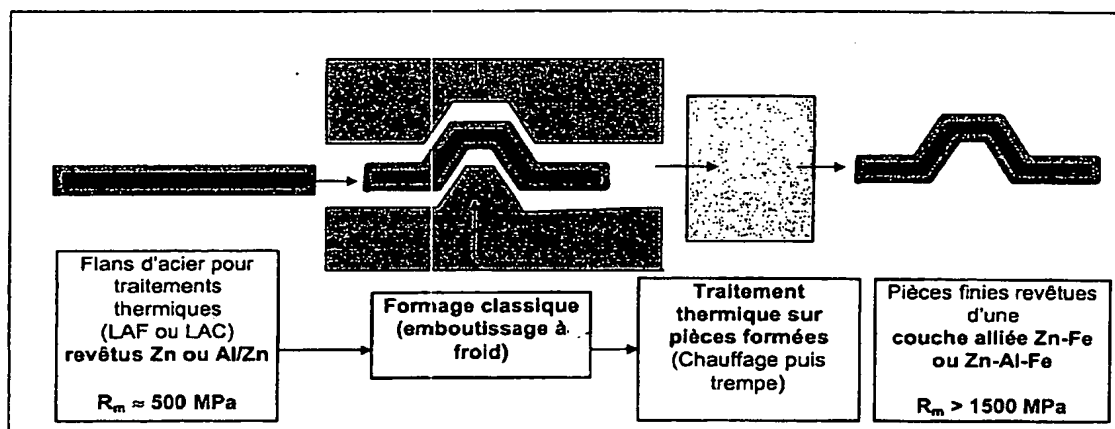 Flans d'acier pour
traitements
thermiques
(LAF ou LAC)
revêtus Zn ou Al/Zn
Rm ≈ 500 MPa
Formage classique
(emboutissage à
froid)
Traitement
thermique sur
pièces formées
(Chauffage puis
trempe)
Pièces finies revêtues
d'une
couche alliée Zn-Fe
ou Zn-Al-Fe
Rm > 1500 MPa